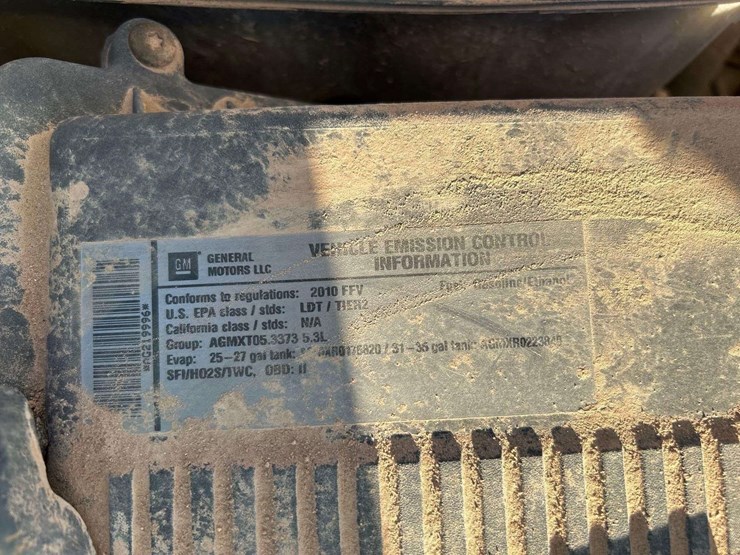 GM
GENERAL
MOTORS LLC
VEHICLE EMISSION CONTROL
INFORMATION
Conforms to regulations: 2010 FFV
Fuel: Gasoline/Ethanol
U.S. EPA class / stds: LDT / TIER2
California class / stds: N/A
Group: AGMXT05.3373 5.3L
Evap: 25-27 gal tank: / 31-35 gal tank:
SFI/HO2S/TWC, OBD: II